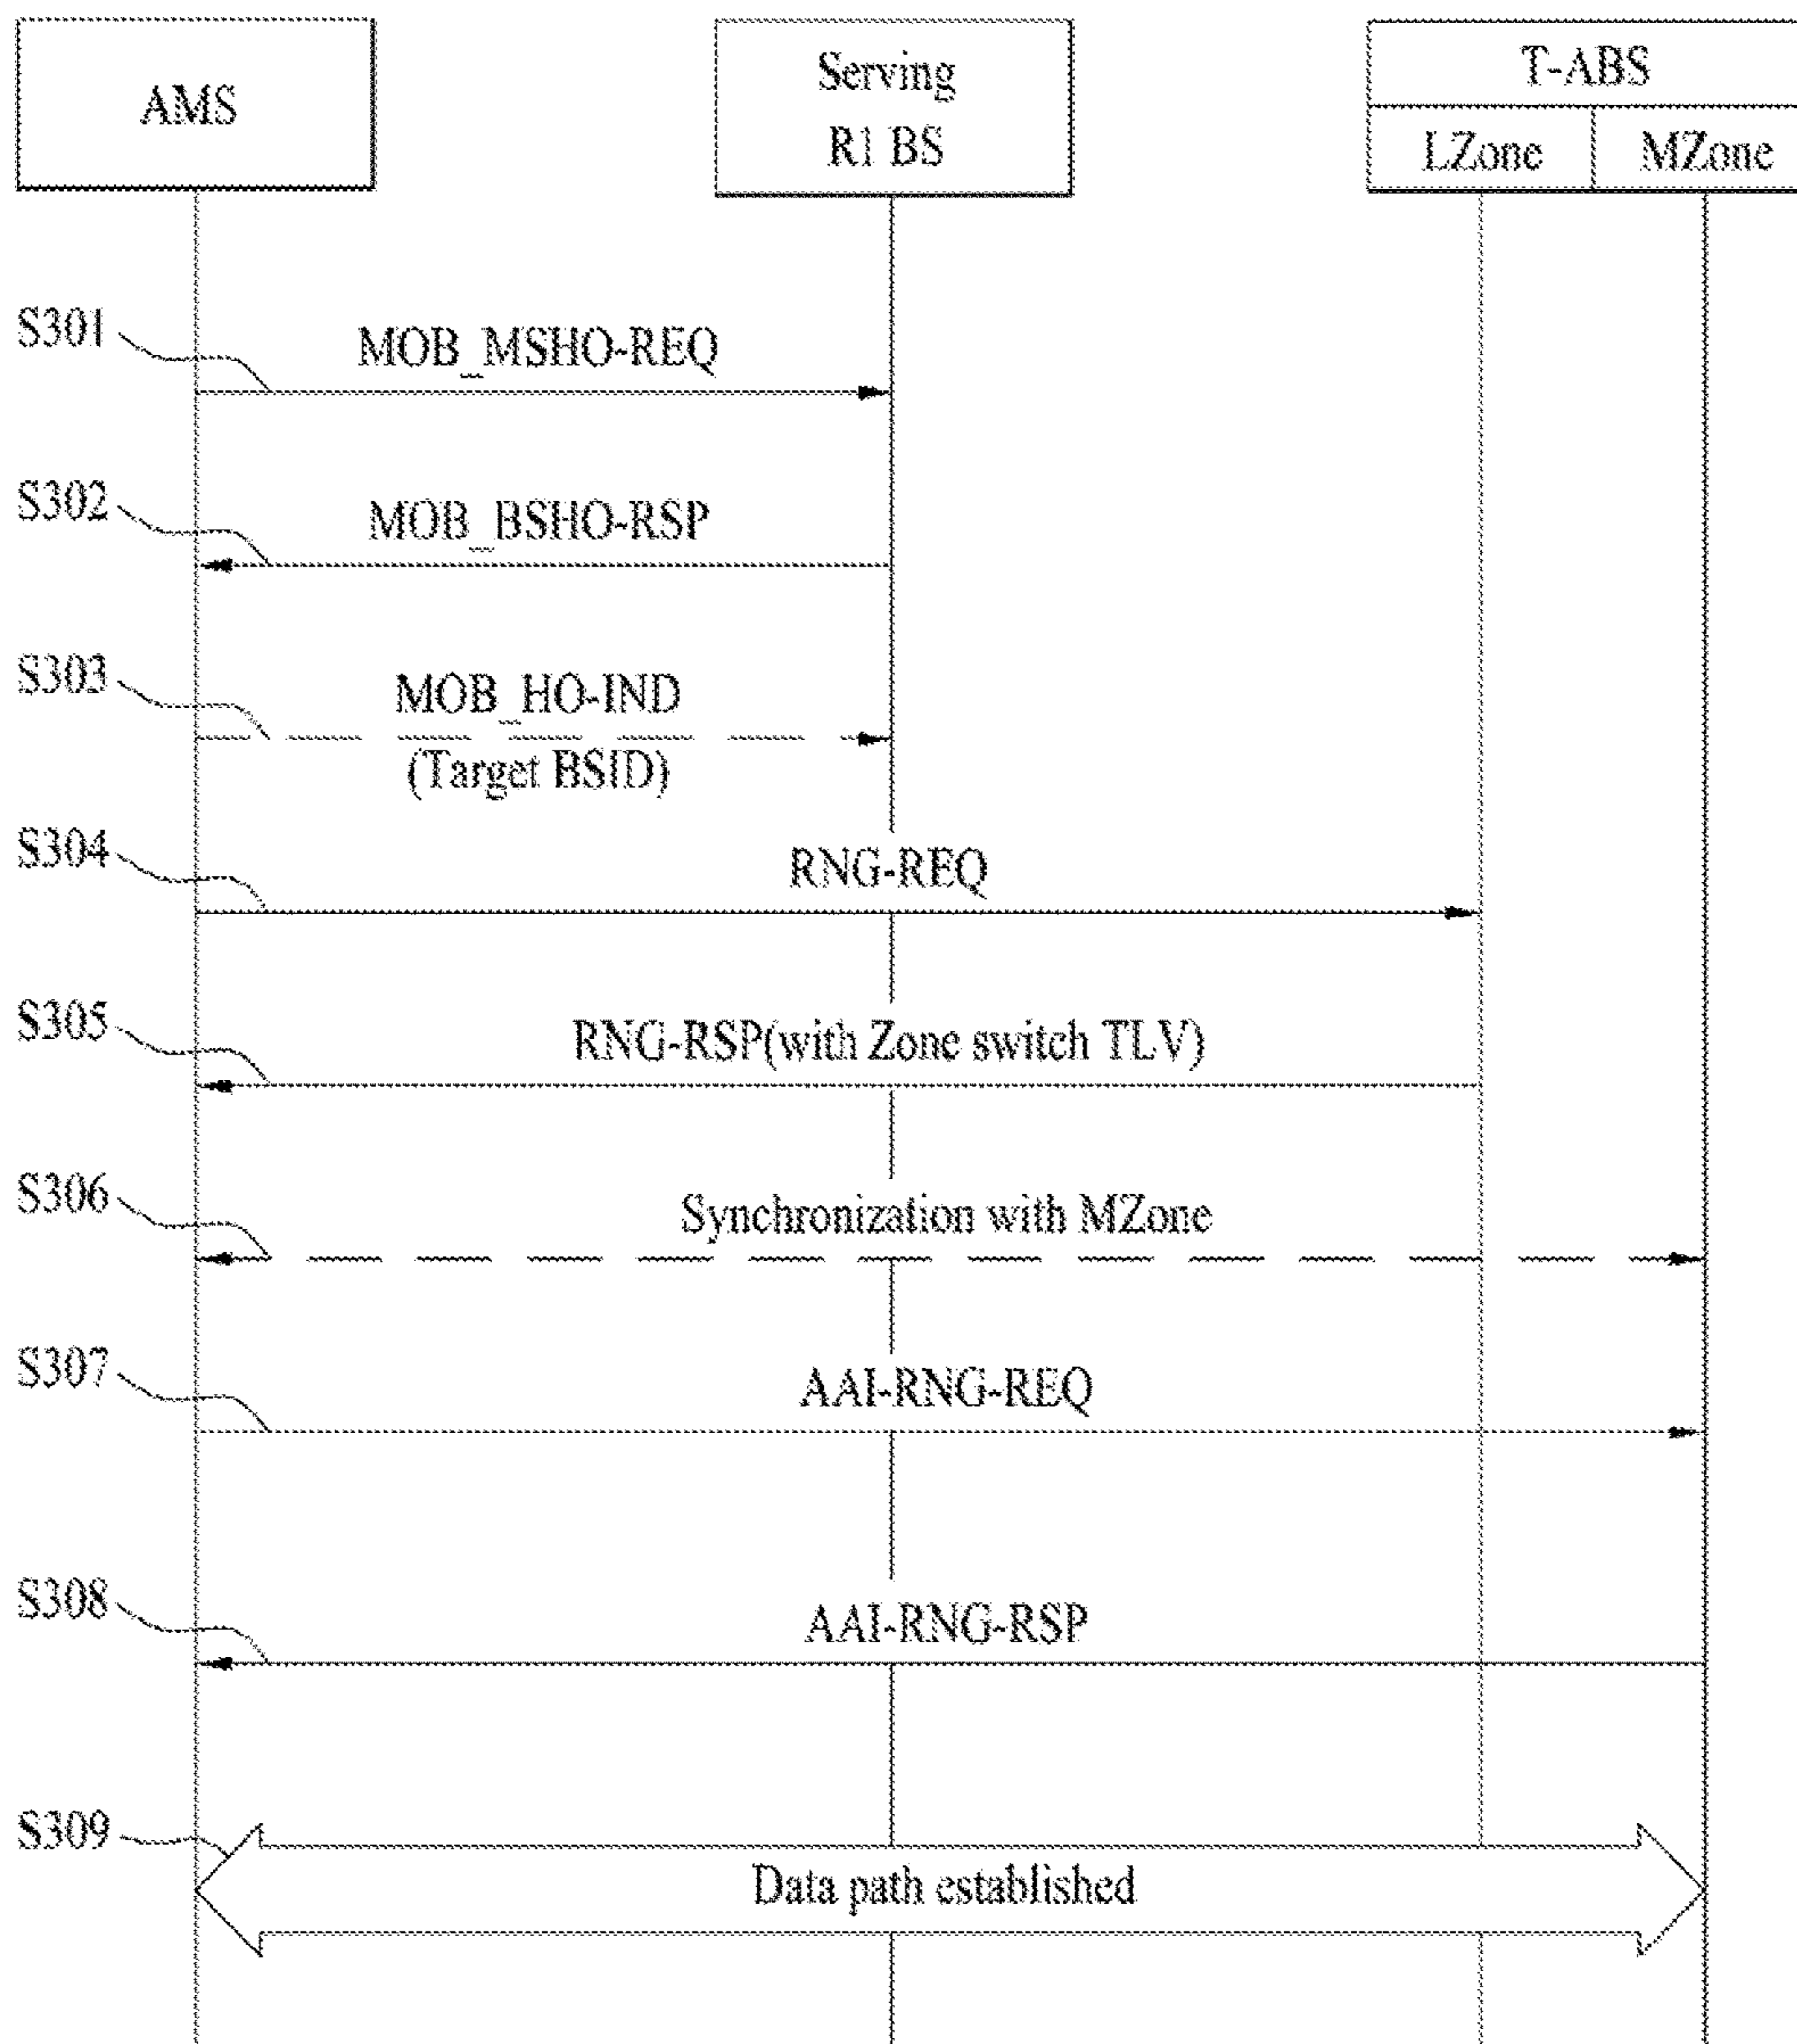 AMS
Serving
R1 BS
T-ABS
LZone
MZone
S301
MOB_MSHO-REQ
S302
MOB_BSHO-RSP
S303
MOB_HO-IND
(Target BSID)
S304
RNG-REQ
S305
RNG-RSP(with Zone switch TLV)
S306
Synchronization with MZone
S307
AAI-RNG-REQ
S308
AAI-RNG-RSP
S309
Data path established